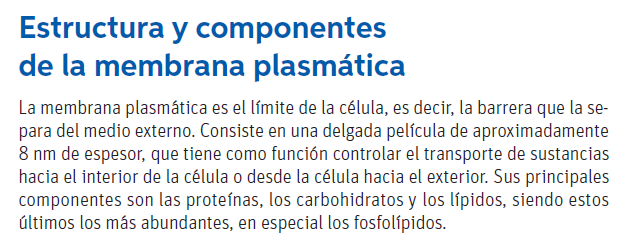 Estructura y componentes
de la membrana plasmática
La membrana plasmática es el límite de la célula, es decir, la barrera que la se-
para del medio externo. Consiste en una delgada película de aproximadamente
8 nm de espesor, que tiene como función controlar el transporte de sustancias
hacia el interior de la célula o desde la célula hacia el exterior. Sus principales
componentes son las proteínas, los carbohidratos y los lípidos, siendo estos
últimos los más abundantes, en especial los fosfolípidos.